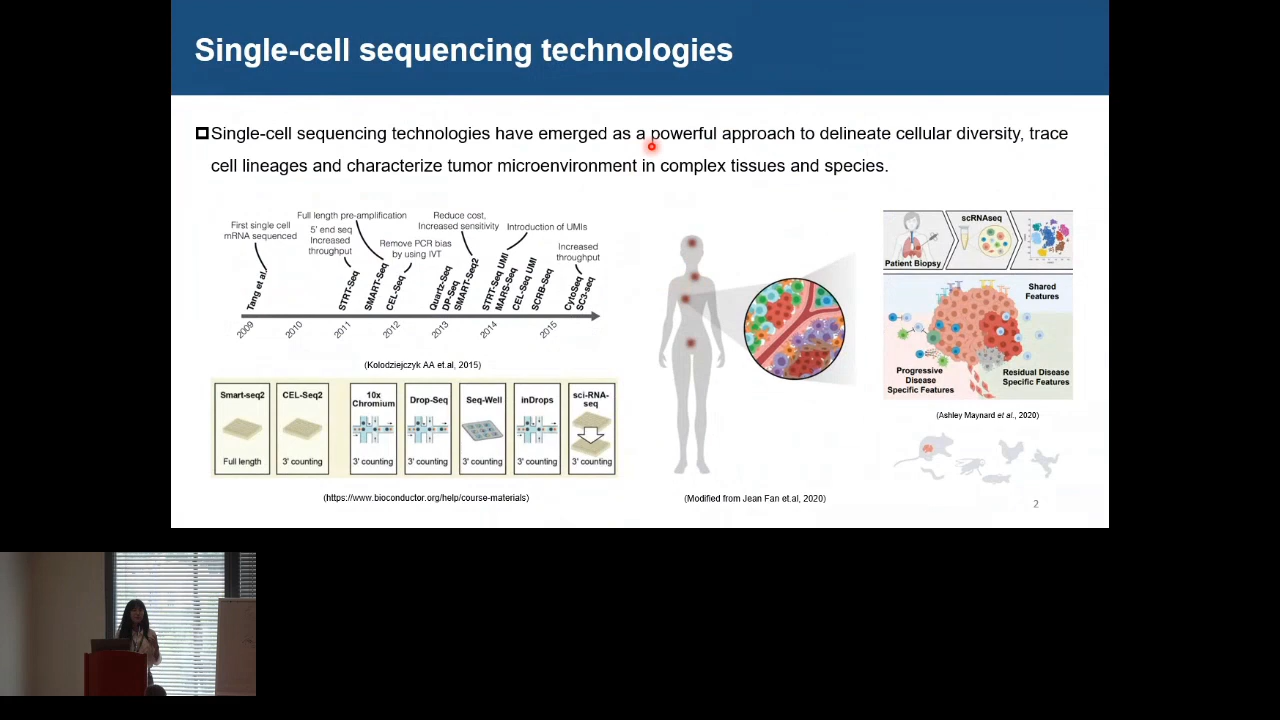 Single-cell sequencing technologies
Single-cell sequencing technologies have emerged as a powerful approach to delineate cellular diversity, trace
cell lineages and characterize tumor microenvironment in complex tissues and species.
First single cell
mRNA sequenced
Full length pre-amplification
5' end seq
Increased
throughput
Remove PCR bias
by using IVT
Reduce cost,
Increased sensitivity
Introduction of UMIs
Increased
throughput
Tang et al.
STRT-Seq
SMART-Seq
CEL-Seq
Quartz-Seq
DP-Seq
SMART-Seq2
STRT-Seq UMI
MARS-Seq
CEL-Seq UMI
SCRB-Seq
CytoSeq
SC3-seq
2009
2010
2011
2012
2013
2014
2015
(Kolodziejczyk AA et.al, 2015)
Smart-seq2
Full length
CEL-Seq2
3' counting
10x
Chromium
3' counting
Drop-Seq
3' counting
Seq-Well
3' counting
inDrops
3' counting
sci-RNA-
seq
3' counting
(https://www.bioconductor.org/help/course-materials)
(Modified from Jean Fan et.al, 2020)
scRNAseq
Patient Biopsy
Shared
Features
Progressive
Disease
Specific Features
Residual Disease
Specific Features
(Ashley Maynard et al., 2020)
2